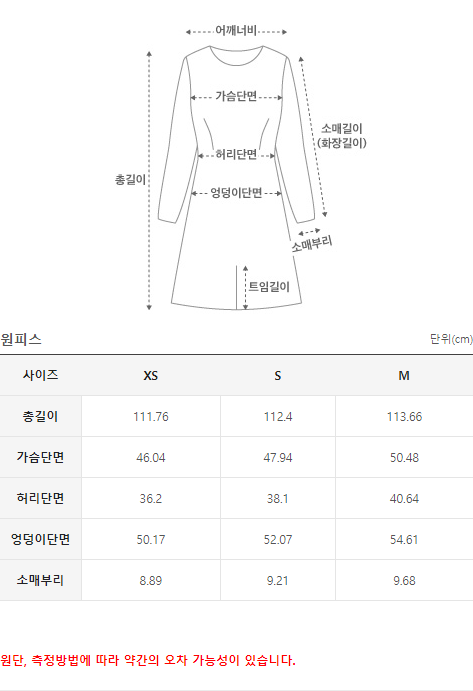 어깨너비
가슴단면
소매길이
(화장길이)
허리단면
총길이
엉덩이단면
소매부리
트임길이
원피스 단위(cm)
사이즈 XS S M
총길이 111.76 112.4 113.66
가슴단면 46.04 47.94 50.48
허리단면 36.2 38.1 40.64
엉덩이단면 50.17 52.07 54.61
소매부리 8.89 9.21 9.68
원단, 측정방법에 따라 약간의 오차 가능성이 있습니다.